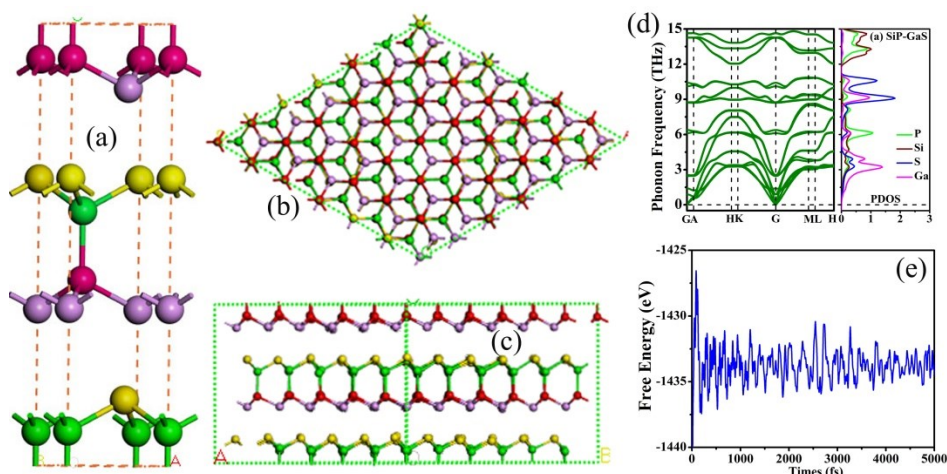 (a)
B
A
(b)
(c)
A
B
(d)
Phonon Frequency (THz)
15
12
9
6
3
0
GA HK G ML H
(a) SiP-GaS
P
Si
S
Ga
PDOS
0 1 2 3
(e)
Free Energy (eV)
-1425
-1430
-1435
-1440
0 1000 2000 3000 4000 5000
Times (fs)